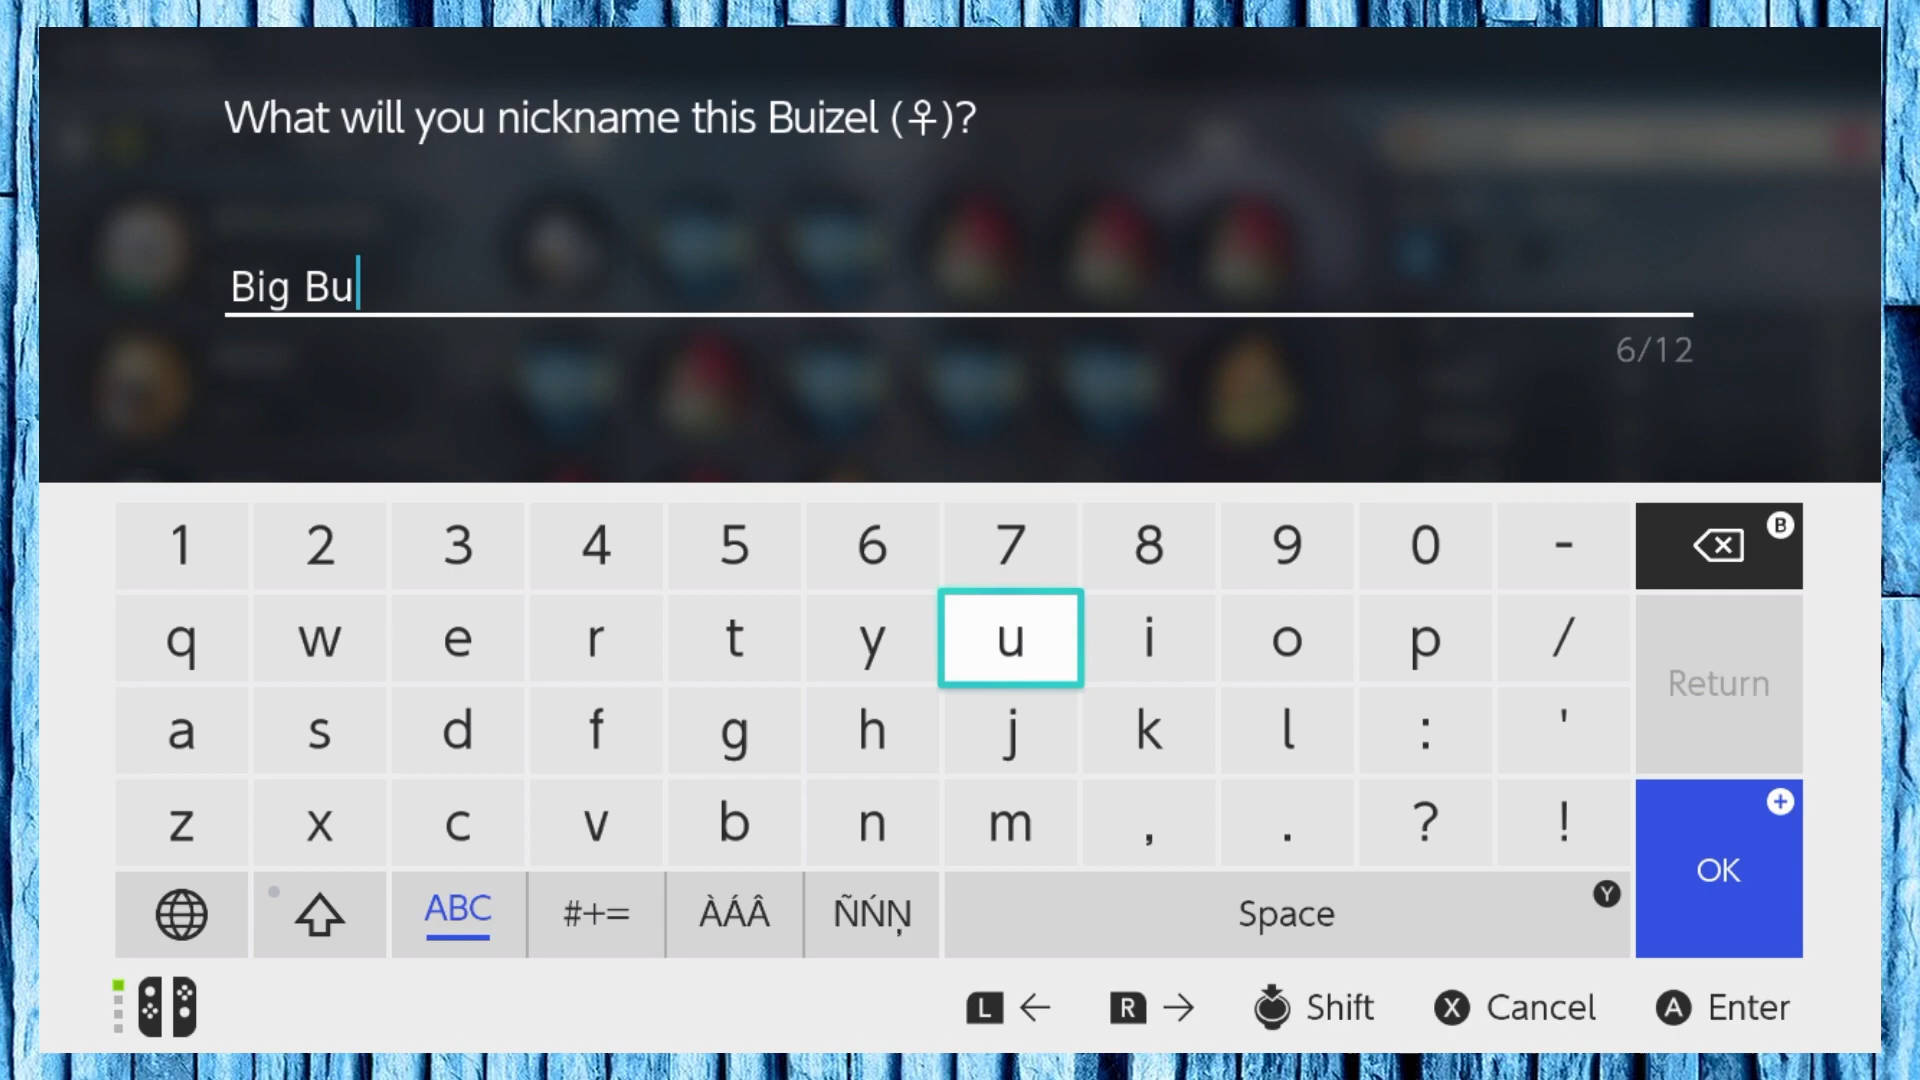 What will you nickname this Buizel (♀)?
Big Bu
6/12
1 2 3 4 5 6 7 8 9 0 - B
q w e r t y u i o p /
Return
a s d f g h j k l : '
z x c v b n m , . ? ! +
OK
ABC #+= ÀÁÂ ÑŃŅ Space Y
L ← R → Shift X Cancel A Enter